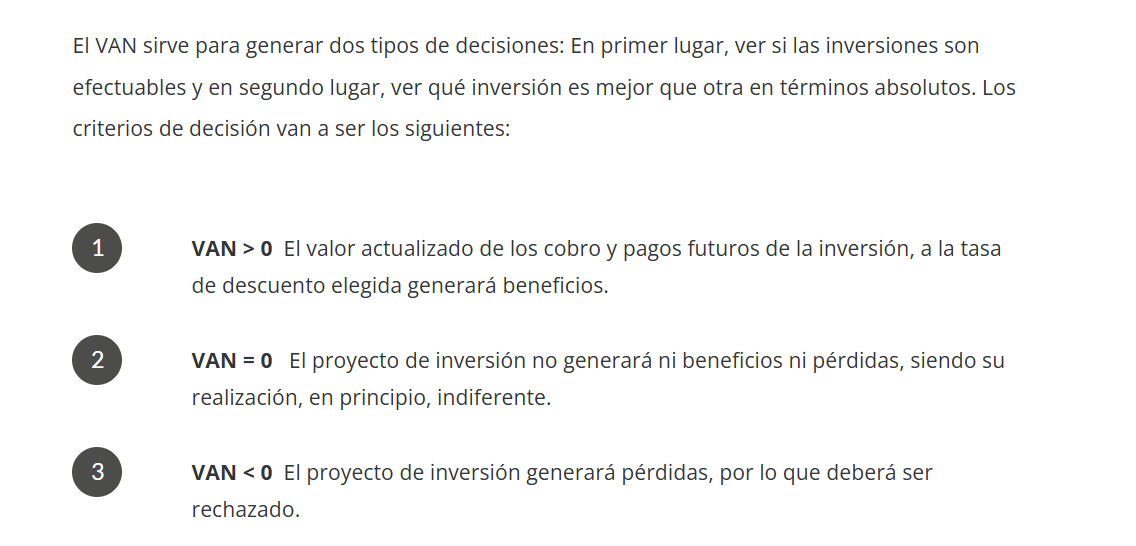 El VAN sirve para generar dos tipos de decisiones: En primer lugar, ver si las inversiones son
efectuables y en segundo lugar, ver qué inversión es mejor que otra en términos absolutos. Los
criterios de decisión van a ser los siguientes:
1
VAN > 0 El valor actualizado de los cobro y pagos futuros de la inversión, a la tasa
de descuento elegida generará beneficios.
2
VAN = 0 El proyecto de inversión no generará ni beneficios ni pérdidas, siendo su
realización, en principio, indiferente.
3
VAN < 0 El proyecto de inversión generará pérdidas, por lo que deberá ser
rechazado.